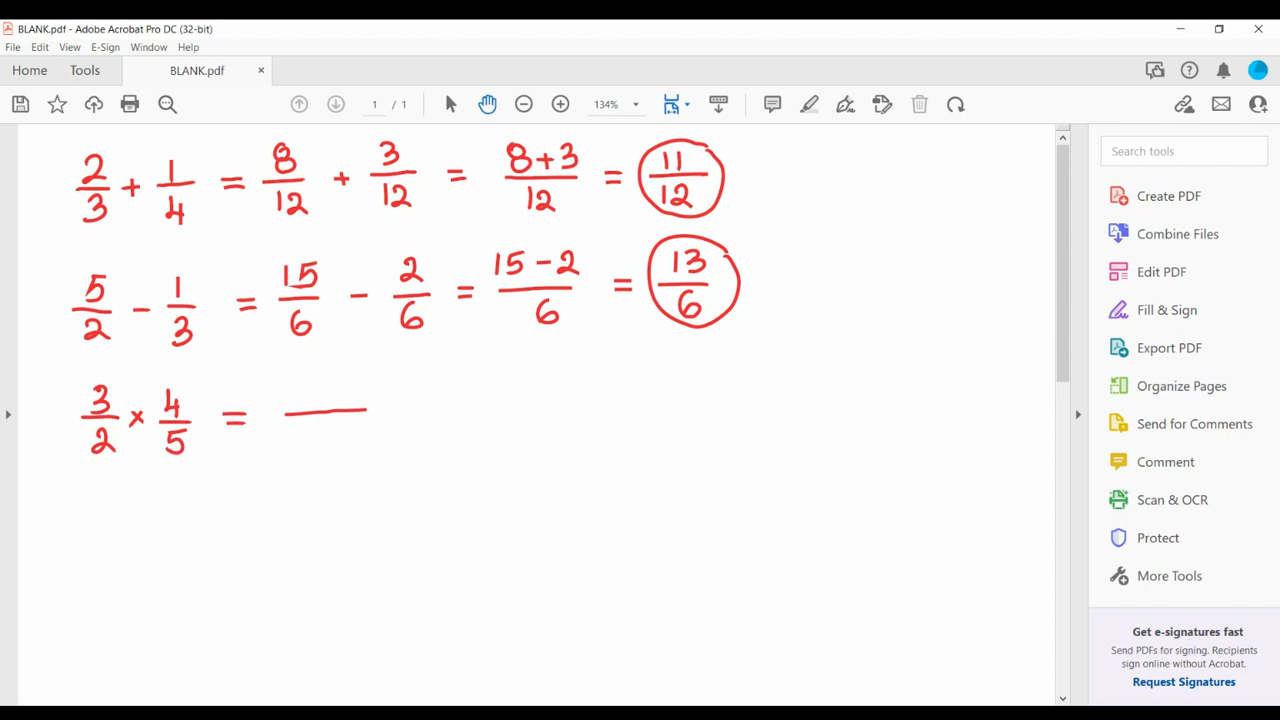 BLANK.pdf - Adobe Acrobat Pro DC (32-bit)
File Edit View E-Sign Window Help
Home Tools BLANK.pdf ×
1 / 1 134%
2/3 + 1/4 = 8/12 + 3/12 = (8+3)/12 = 11/12
5/2 - 1/3 = 15/6 - 2/6 = (15-2)/6 = 13/6
3/2 × 4/5 =
Search tools
Create PDF
Combine Files
Edit PDF
Fill & Sign
Export PDF
Organize Pages
Send for Comments
Comment
Scan & OCR
Protect
More Tools
Get e-signatures fast
Send PDFs for signing. Recipients
sign online without Acrobat.
Request Signatures